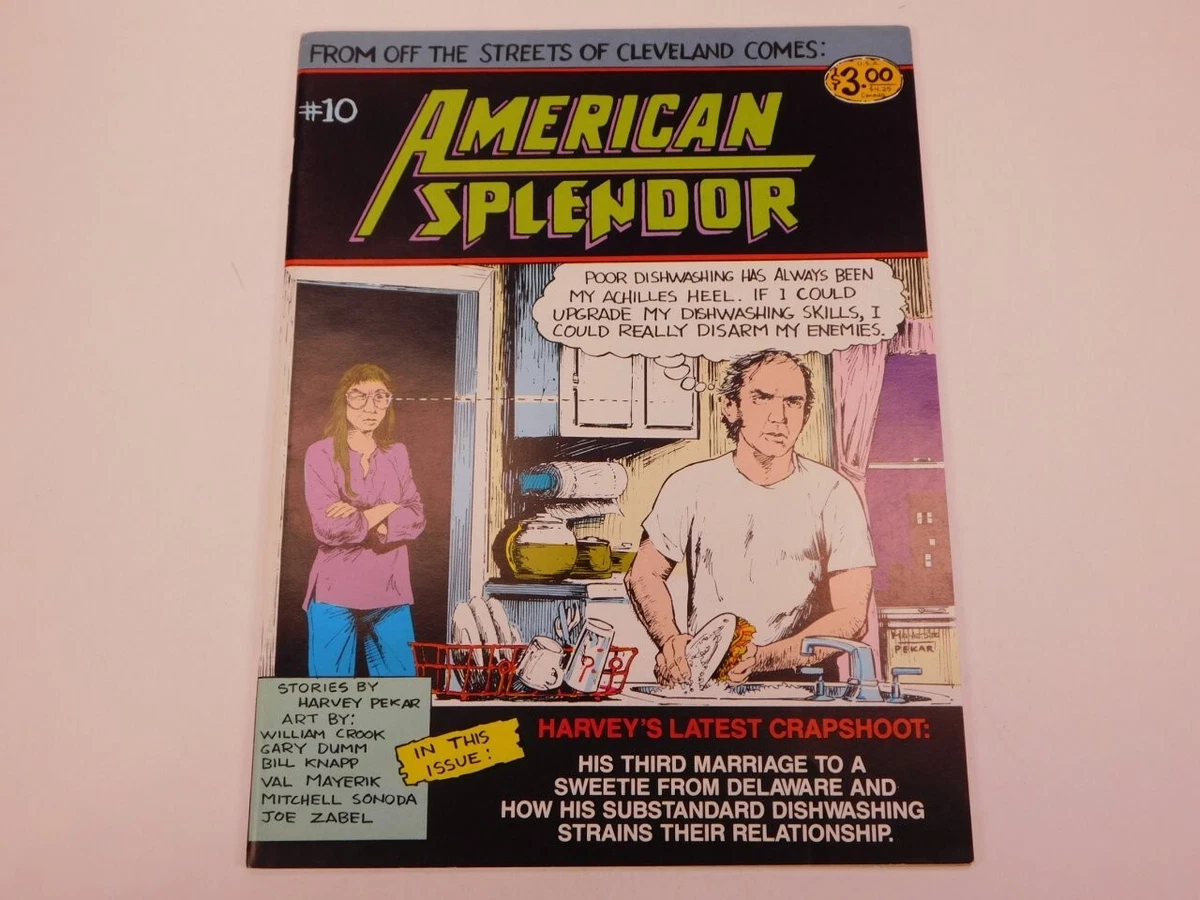 FROM OFF THE STREETS OF CLEVELAND COMES:
U.S.A.
$3.00
$4.25
Canada
#10
AMERICAN
SPLENDOR
POOR DISHWASHING HAS ALWAYS BEEN
MY ACHILLES HEEL. IF I COULD
UPGRADE MY DISHWASHING SKILLS, I
COULD REALLY DISARM MY ENEMIES.
PEKAR
STORIES BY
HARVEY PEKAR
ART BY:
WILLIAM CROOK
GARY DUMM
BILL KNAPP
VAL MAYERIK
MITCHELL SONODA
JOE ZABEL
IN THIS
ISSUE:
HARVEY'S LATEST CRAPSHOOT:
HIS THIRD MARRIAGE TO A
SWEETIE FROM DELAWARE AND
HOW HIS SUBSTANDARD DISHWASHING
STRAINS THEIR RELATIONSHIP.